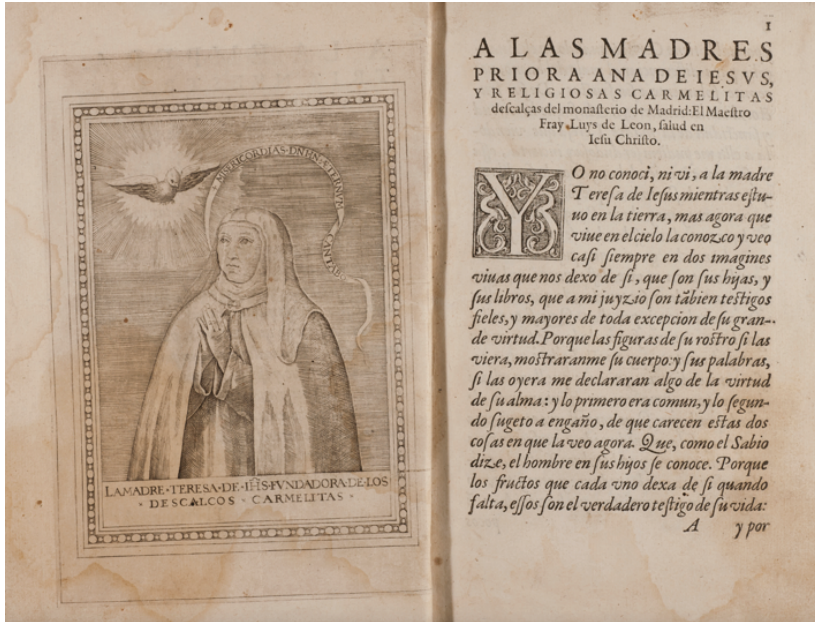 MISERICORDIAS·DNI·IN ÆTERNVM·
CANTABO
LA MADRE·TERESA·DE·IHS·FVNDADORA·DE·LOS
·DESCALCOS·CARMELITAS·
1
A LAS MADRES
PRIORA ANA DE IESVS,
Y RELIGIOSAS CARMELITAS
deſcalças del monaſterio de Madrid: El Maeſtro
Fray Luys de Leon, ſalud en
Ieſu Chriſto.
YO no conoci, ni vi, a la madre
Tereſa de Ieſus mientras eſtu-
uo en la tierra, mas agora que
viue en el cielo la conozco y veo
caſi ſiempre en dos imagines
viuas que nos dexo de ſi, que ſon ſus hijas, y
ſus libros, que a mi juyzio ſon tãbien teſtigos
fieles, y mayores de toda excepcion de ſu gran-
de virtud. Porque las figuras de ſu roſtro ſi las
viera, moſtraranme ſu cuerpo: y ſus palabras,
ſi las oyera me declararan algo de la virtud
de ſu alma: y lo primero era comun, y lo ſegun-
do ſugeto a engaño, de que carecen eſtas dos
coſas en que la veo agora. Que, como el Sabio
dize, el hombre en ſus hijos ſe conoce. Porque
los fructos que cada vno dexa de ſi quando
falta, eſſos ſon el verdadero teſtigo de ſu vida:
A y por